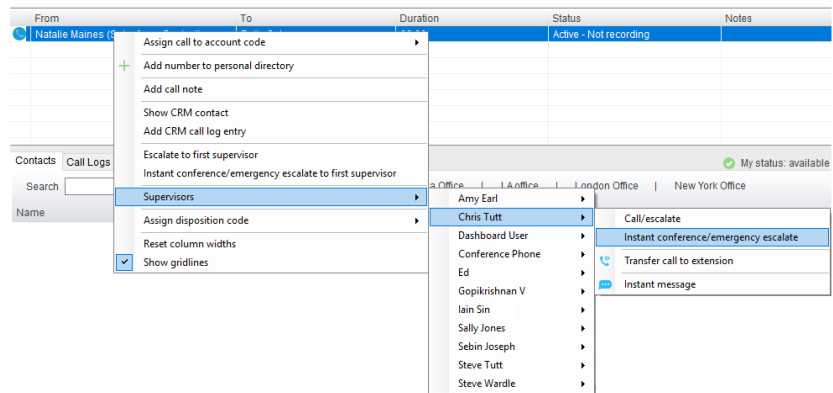 From To Duration Status Notes
Natalie Maines Active - Not recording
Assign call to account code
Add number to personal directory
Add call note
Show CRM contact
Add CRM call log entry
Contacts Call Logs Escalate to first supervisor My status: available
Instant conference/emergency escalate to first supervisor
Search Office | LA office | London Office | New York Office
Supervisors Amy Earl
Name Chris Tutt Call/escalate
Assign disposition code
Dashboard User Instant conference/emergency escalate
Reset column widths
Conference Phone Transfer call to extension
Show gridlines
Ed
Gopikrishnan V Instant message
Iain Sin
Sally Jones
Sebin Joseph
Steve Tutt
Steve Wardle